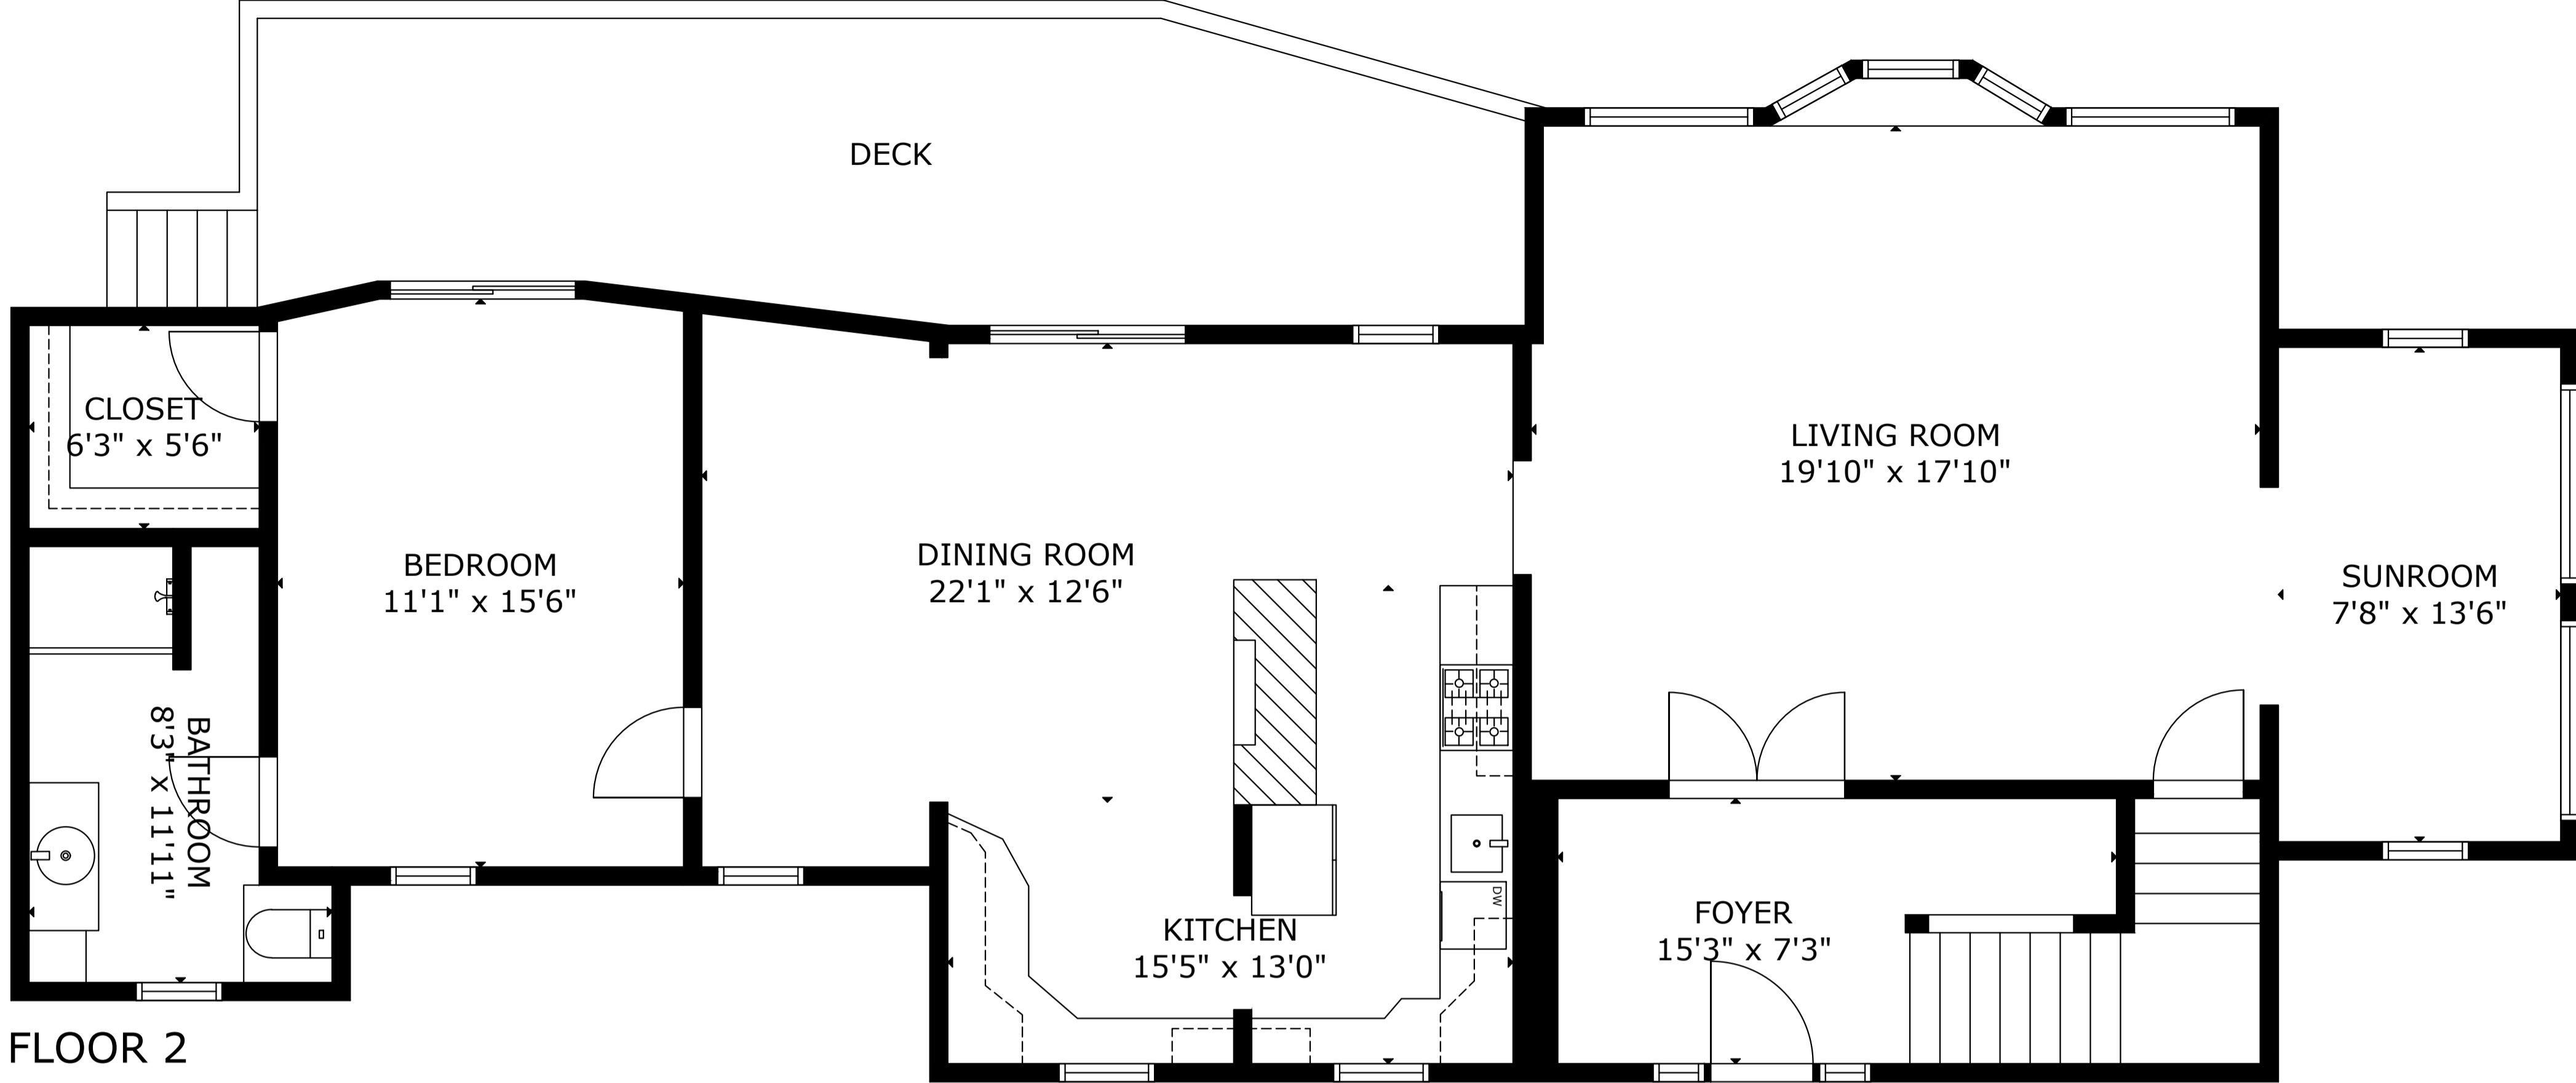 DECK
CLOSET
6'3" x 5'6"
BEDROOM
11'1" x 15'6"
DINING ROOM
22'1" x 12'6"
LIVING ROOM
19'10" x 17'10"
SUNROOM
7'8" x 13'6"
BATHROOM
8'3" x 11'11"
KITCHEN
15'5" x 13'0"
DW
FOYER
15'3" x 7'3"
FLOOR 2